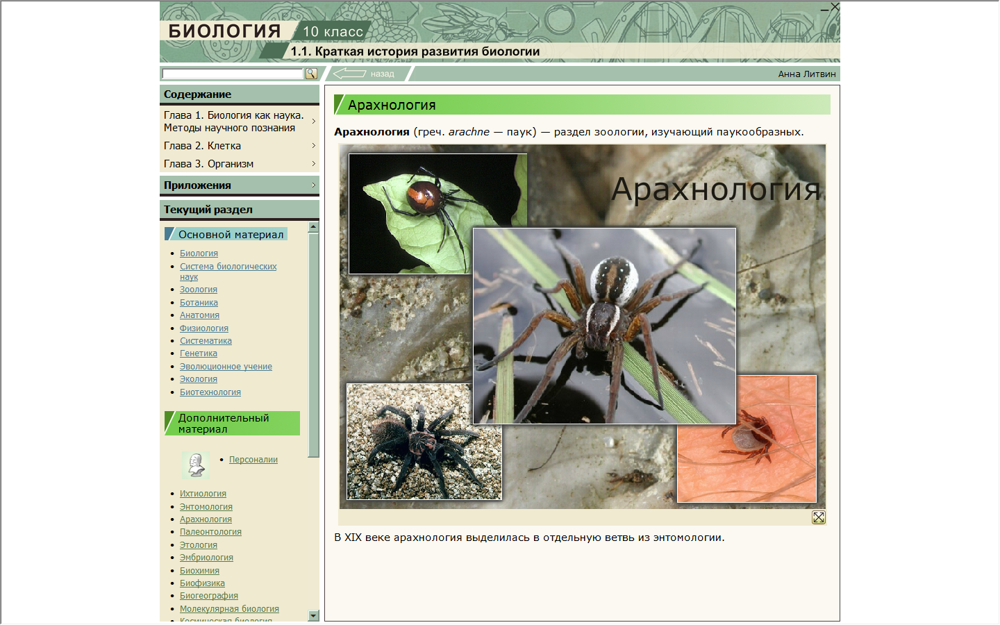 БИОЛОГИЯ 10 класс
1.1. Краткая история развития биологии
назад
Анна Литвин
Содержание
Глава 1. Биология как наука.
Методы научного познания
Глава 2. Клетка
Глава 3. Организм
Приложения
Текущий раздел
Основной материал
Биология
Система биологических
наук
Зоология
Ботаника
Анатомия
Физиология
Систематика
Генетика
Эволюционное учение
Экология
Биотехнология
Дополнительный
материал
Персоналии
Ихтиология
Энтомология
Арахнология
Палеонтология
Этология
Эмбриология
Биохимия
Биофизика
Биогеография
Молекулярная биология
Космическая биология
Арахнология
Арахнология (греч. arachne — паук) — раздел зоологии, изучающий паукообразных.
Арахнология
В XIX веке арахнология выделилась в отдельную ветвь из энтомологии.